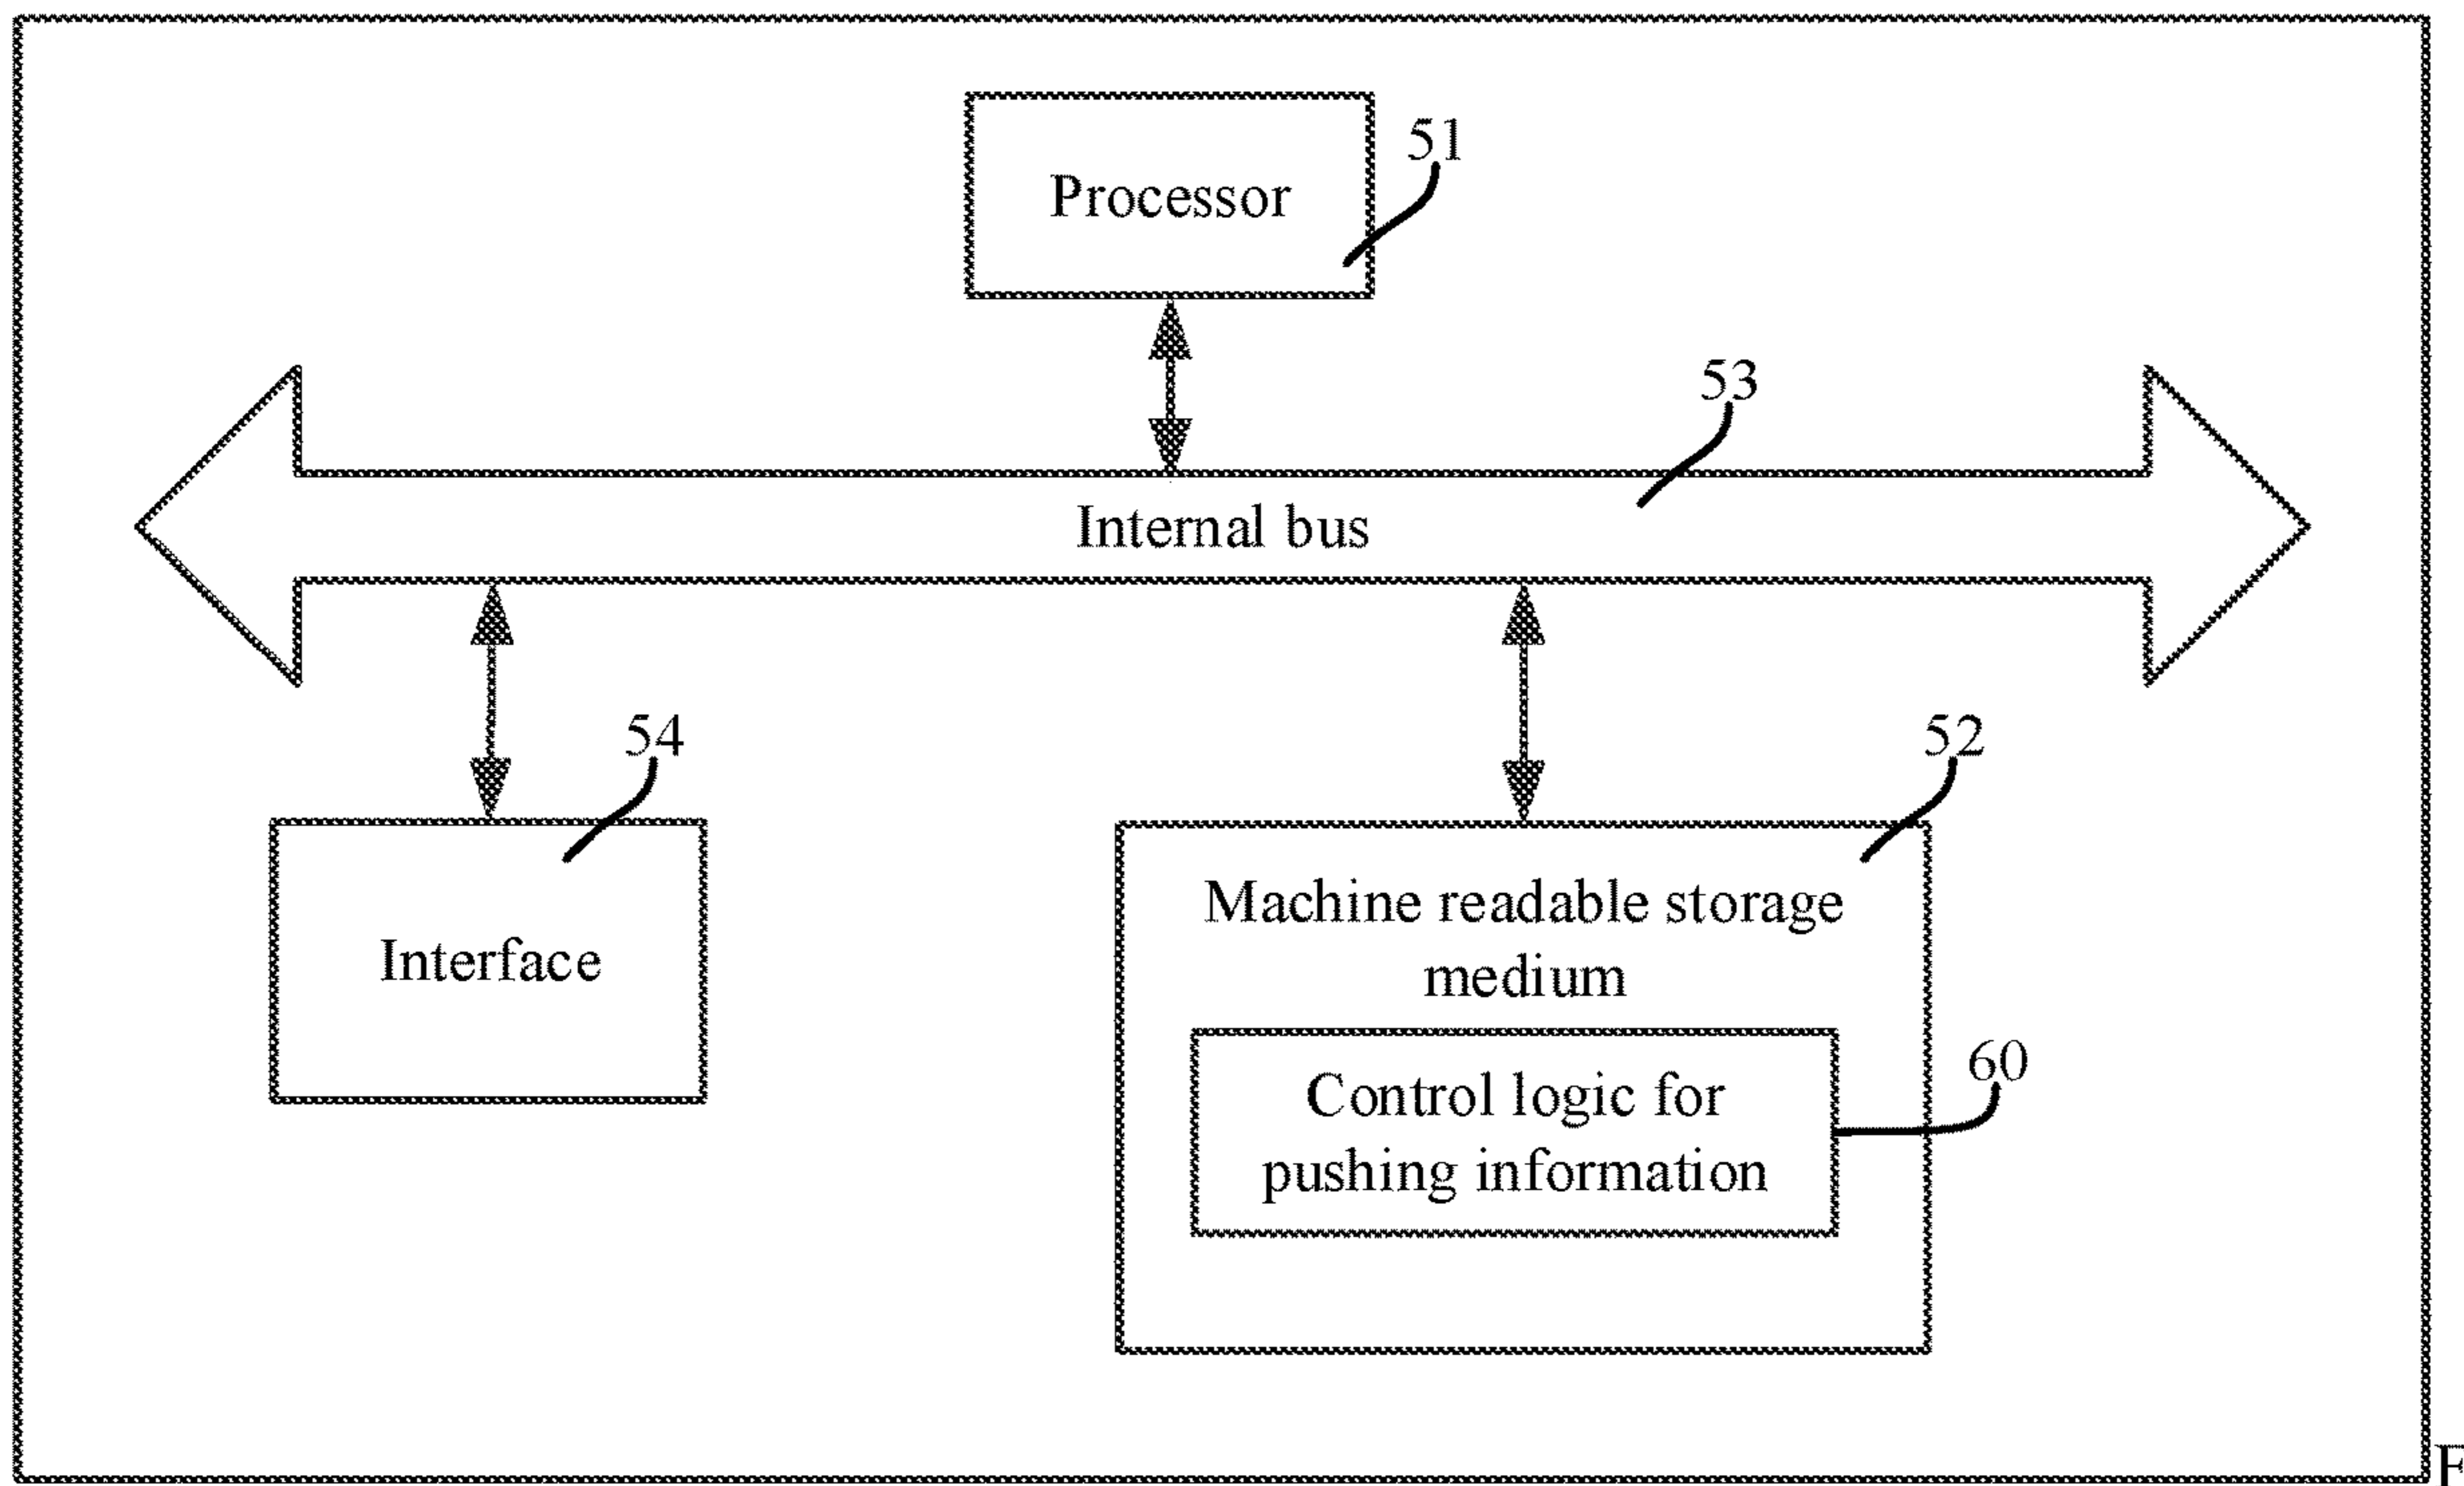 51
Processor
53
Internal bus
54
52
Machine readable storage
medium
Interface
60
Control logic for
pushing information